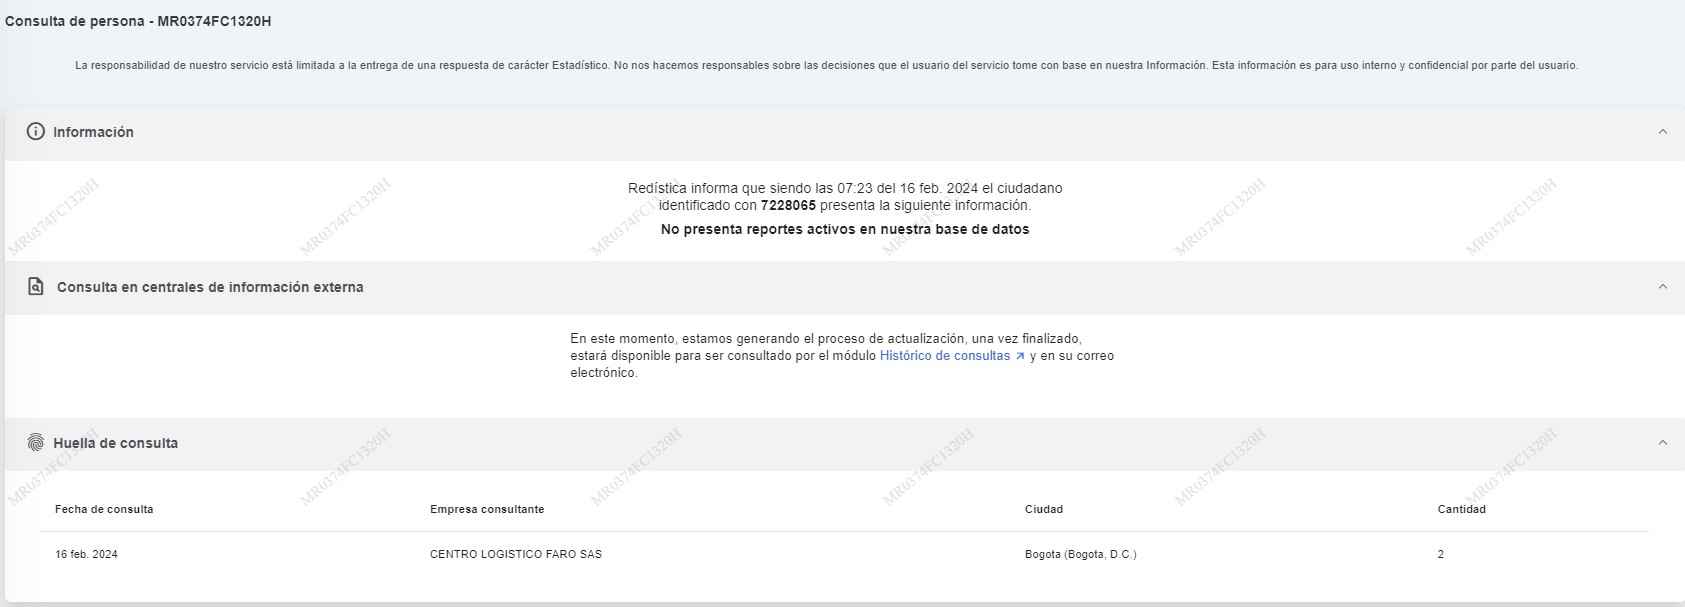 Consulta de persona - MR0374FC1320H
La responsabilidad de nuestro servicio está limitada a la entrega de una respuesta de carácter Estadístico. No nos hacemos responsables sobre las decisiones que el usuario del servicio tome con base en nuestra Información. Esta información es para uso interno y confidencial por parte del usuario.
Información
Redística informa que siendo las 07:23 del 16 feb. 2024 el ciudadano
identificado con 7228065 presenta la siguiente información.
No presenta reportes activos en nuestra base de datos
MR0374FC1320H MR0374FC1320H MR0374FC1320H MR0374FC1320H MR0374FC1320H MR0374FC1320H
Consulta en centrales de información externa
En este momento, estamos generando el proceso de actualización, una vez finalizado,
estará disponible para ser consultado por el módulo Histórico de consultas y en su correo
electrónico.
Huella de consulta
MR0374FC1320H MR0374FC1320H MR0374FC1320H MR0374FC1320H MR0374FC1320H MR0374FC1320H
Fecha de consulta Empresa consultante Ciudad Cantidad
16 feb. 2024 CENTRO LOGISTICO FARO SAS Bogota (Bogota, D.C.) 2